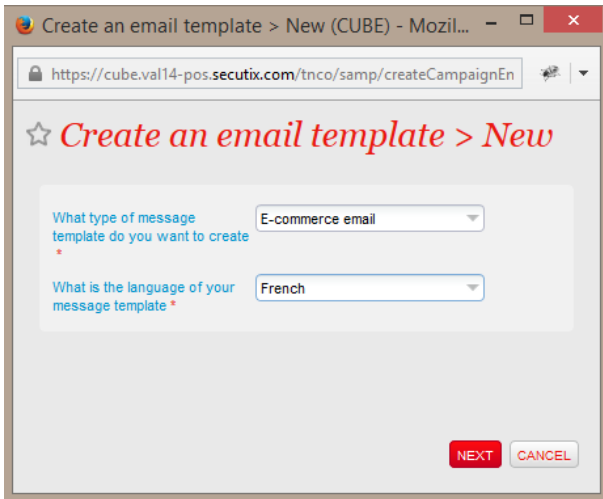 Create an email template > New (CUBE) - Mozil...
https://cube.val14-pos.secutix.com/tnco/samp/createCampaignEn
Create an email template > New
What type of message
template do you want to create
*
E-commerce email
What is the language of your
message template *
French
NEXT
CANCEL